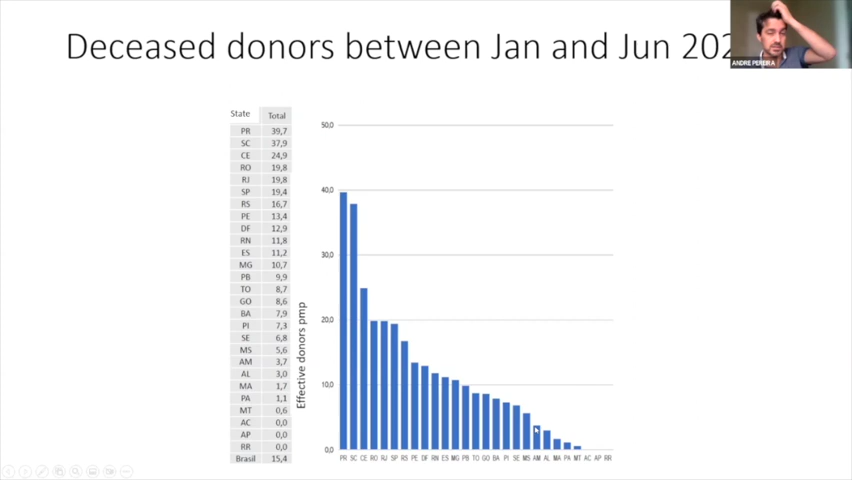 Deceased donors between Jan and Jun 202
ANDRE PEREIRA
State Total
PR 39,7
SC 37,9
CE 24,9
RO 19,8
RJ 19,8
SP 19,4
RS 16,7
PE 13,4
DF 12,9
RN 11,8
ES 11,2
MG 10,7
PB 9,9
TO 8,7
GO 8,6
BA 7,9
PI 7,3
SE 6,8
MS 5,6
AM 3,7
AL 3,0
MA 1,7
PA 1,1
MT 0,6
AC 0,0
AP 0,0
RR 0,0
Brasil 15,4
Effective donors pmp
50,0
40,0
30,0
20,0
10,0
0,0
PR SC CE RO RJ SP RS PE DF RN ES MG PB TO GO BA PI SE MS AM AL MA PA MT AC AP RR